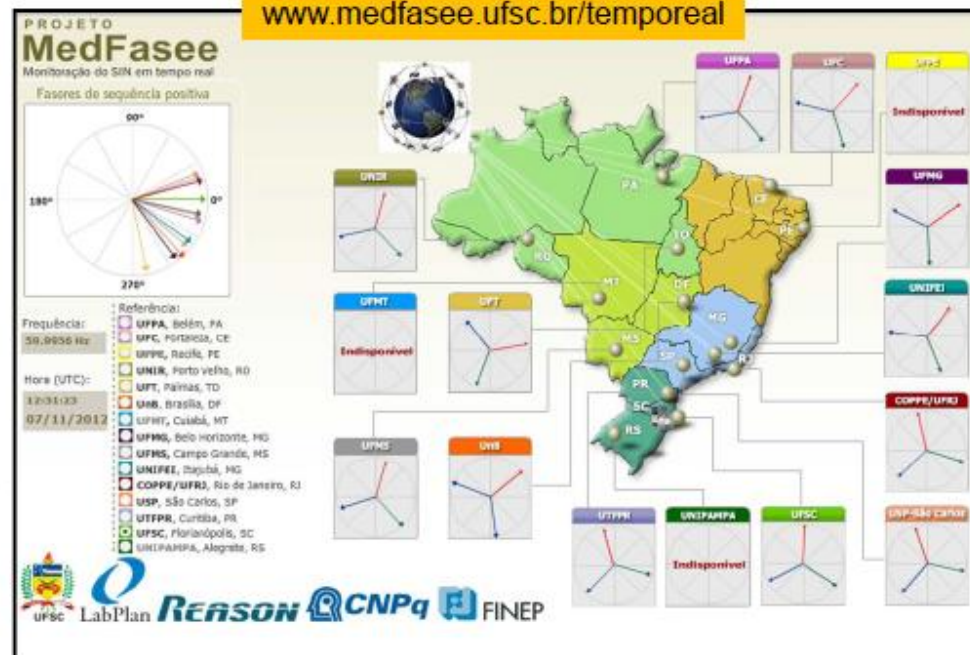 www.medfasee.ufsc.br/temporeal
PROJETO
MedFasee
Monitoração do SIN em tempo real
Fasores de sequência positiva
90°
180°
0°
270°
Frequência:
59.9956 Hz
Hora (UTC):
12:31:23
07/11/2012
Referência:
UFPA, Belém, PA
UFC, Fortaleza, CE
UFPE, Recife, PE
UNIR, Porto Velho, RO
UFT, Palmas, TO
UnB, Brasília, DF
UFMT, Cuiabá, MT
UFMG, Belo Horizonte, MG
UFMS, Campo Grande, MS
UNIFEI, Itajubá, MG
COPPE/UFRJ, Rio de Janeiro, RJ
USP, São Carlos, SP
UTFPR, Curitiba, PR
UFSC, Florianópolis, SC
UNIPAMPA, Alegrete, RS
UFPA
UFC
UFPE
Indisponível
UNIR
UFMG
UFMT
Indisponível
UFT
UNIFEI
UFMS
UnB
COPPE/UFRJ
UTFPR
UNIPAMPA
Indisponível
UFSC
USP-São Carlos
PA
CE
PE
TO
RO
MT
DF
MG
MS
SP
RJ
PR
SC
RS
UFSC
LabPlan
REASON
CNPq
FINEP